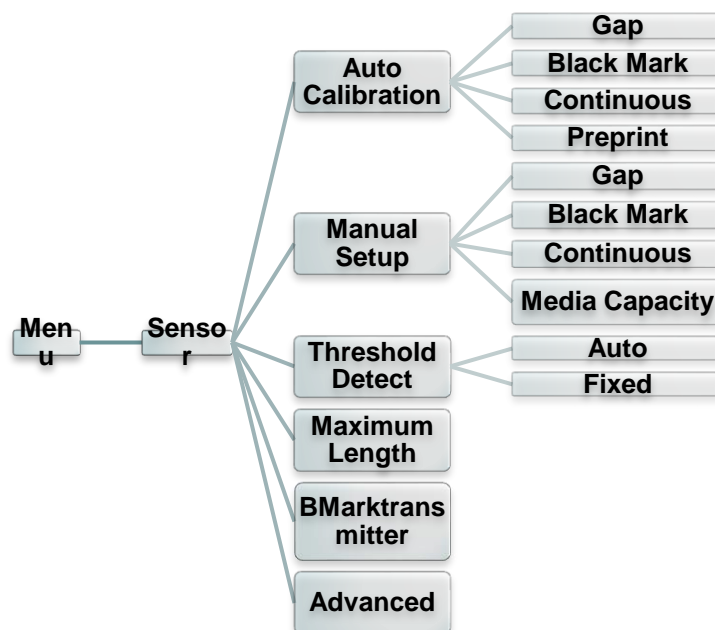 Men
u
Senso
r
Auto
Calibration
Gap
Black Mark
Continuous
Preprint
Manual
Setup
Gap
Black Mark
Continuous
Media Capacity
Threshold
Detect
Auto
Fixed
Maximum
Length
BMarktrans
mitter
Advanced